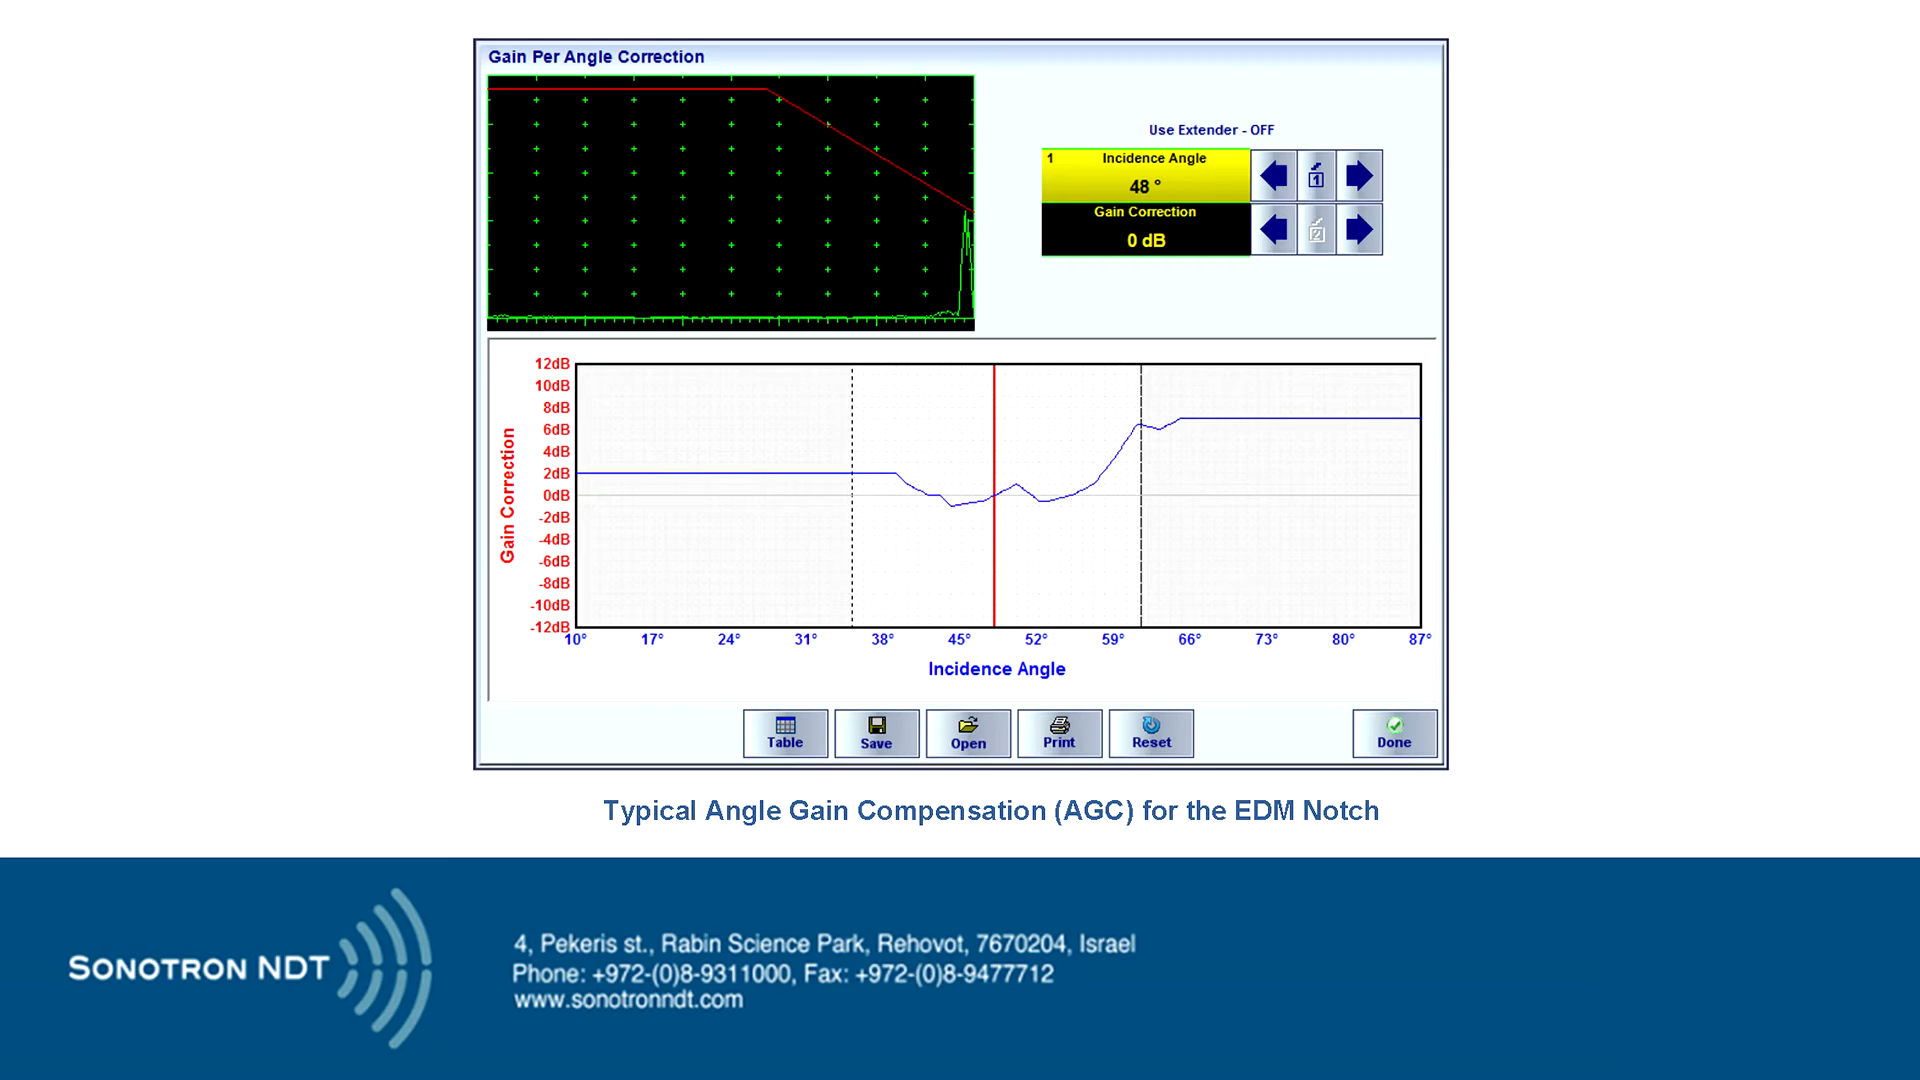 Gain Per Angle Correction
Use Extender - OFF
1 Incidence Angle
48 °
1
Gain Correction
0 dB
2
12dB
10dB
8dB
6dB
4dB
2dB
0dB
-2dB
-4dB
-6dB
-8dB
-10dB
-12dB
Gain Correction
10° 17° 24° 31° 38° 45° 52° 59° 66° 73° 80° 87°
Incidence Angle
Table Save Open Print Reset Done
Typical Angle Gain Compensation (AGC) for the EDM Notch
SONOTRON NDT
4, Pekeris st., Rabin Science Park, Rehovot, 7670204, Israel
Phone: +972-(0)8-9311000, Fax: +972-(0)8-9477712
www.sonotronndt.com